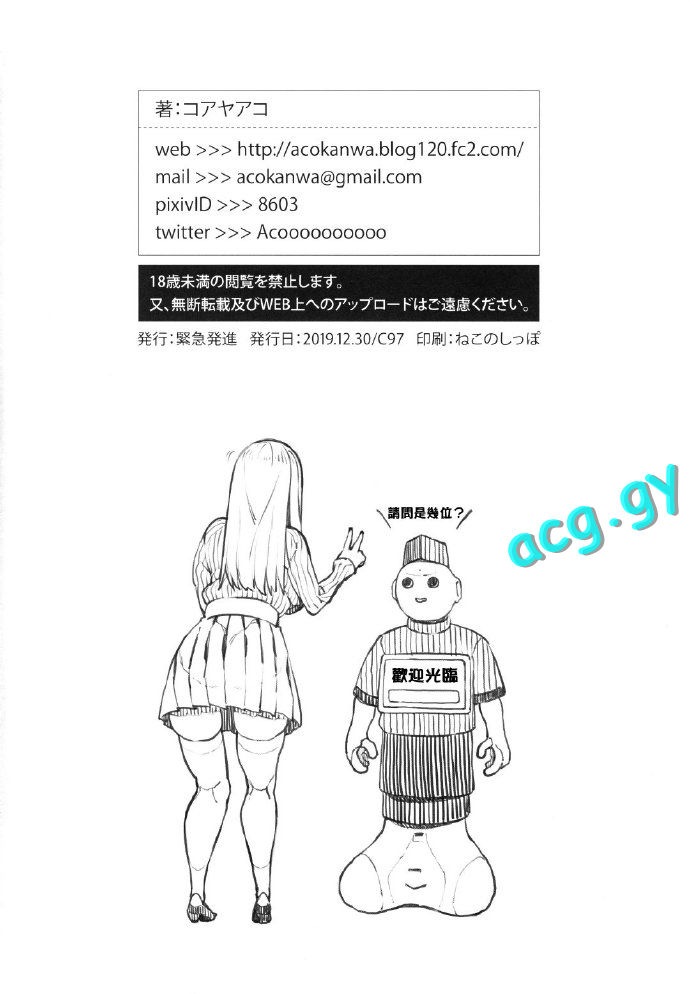 著：コアヤアコ
web >>> http://acokanwa.blog120.fc2.com/
mail >>> acokanwa@gmail.com
pixivID >>> 8603
twitter >>> Acoooooooooo
18歳未満の閲覧を禁止します。
又、無断転載及びWEB上へのアップロードはご遠慮ください。
発行：緊急発進 発行日：2019.12.30/C97 印刷：ねこのしっぽ
acg.gy
請問是幾位？
歡迎光臨